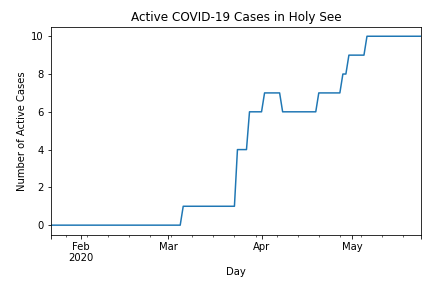 Active COVID-19 Cases in Holy See
Number of Active Cases
10
8
6
4
2
0
Feb
2020
Mar
Apr
May
Day